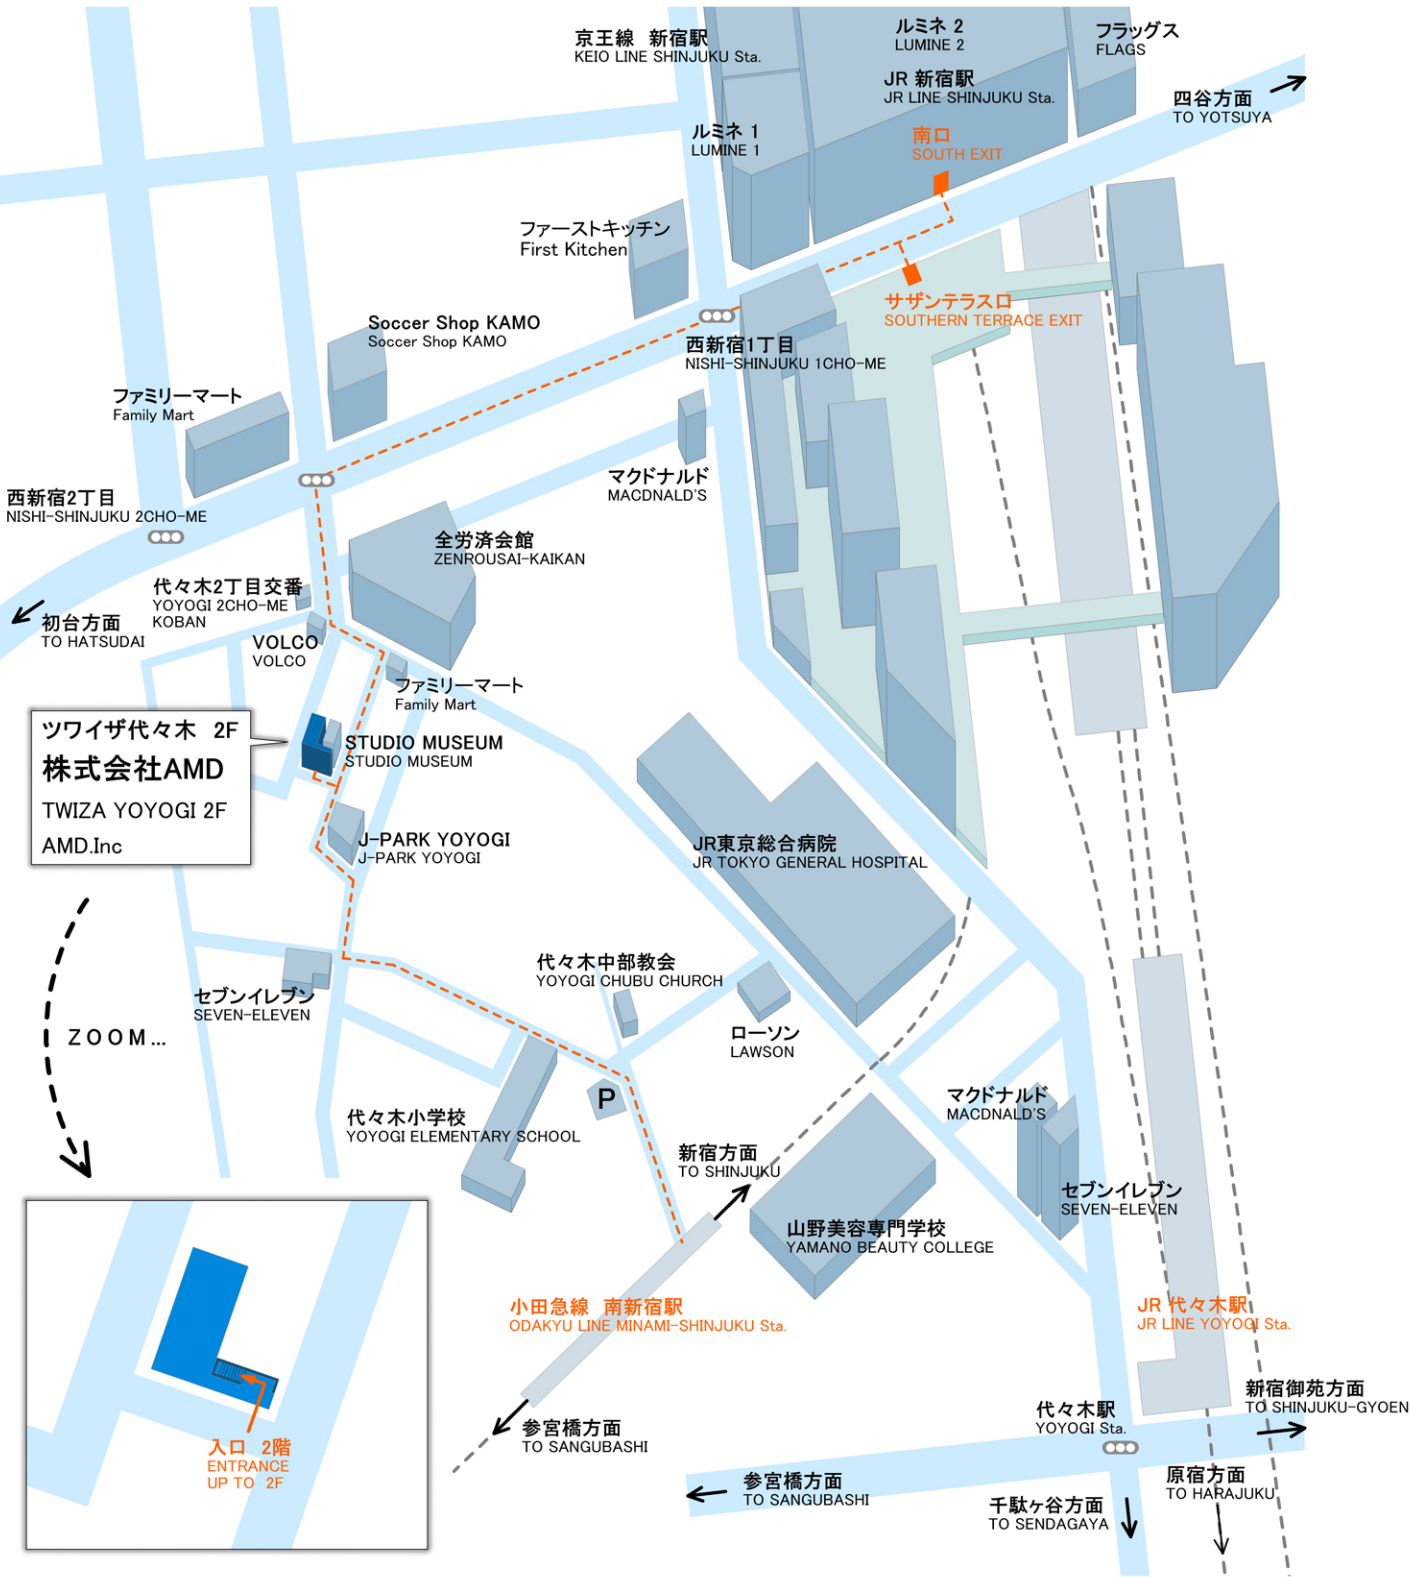 京王線 新宿駅
KEIO LINE SHINJUKU Sta.
ルミネ 2
LUMINE 2
フラッグス
FLAGS
JR 新宿駅
JR LINE SHINJUKU Sta.
四谷方面
TO YOTSUYA
ルミネ 1
LUMINE 1
南口
SOUTH EXIT
ファーストキッチン
First Kitchen
サザンテラス口
SOUTHERN TERRACE EXIT
Soccer Shop KAMO
Soccer Shop KAMO
西新宿1丁目
NISHI-SHINJUKU 1CHO-ME
ファミリーマート
Family Mart
マクドナルド
MACDNALD'S
西新宿2丁目
NISHI-SHINJUKU 2CHO-ME
全労済会館
ZENROUSAI-KAIKAN
代々木2丁目交番
YOYOGI 2CHO-ME
KOBAN
初台方面
TO HATSUDAI
VOLCO
VOLCO
ファミリーマート
Family Mart
ツワイザ代々木 2F
株式会社AMD
TWIZA YOYOGI 2F
AMD.Inc
STUDIO MUSEUM
STUDIO MUSEUM
J-PARK YOYOGI
J-PARK YOYOGI
JR東京総合病院
JR TOKYO GENERAL HOSPITAL
代々木中部教会
YOYOGI CHUBU CHURCH
セブンイレブン
SEVEN-ELEVEN
ローソン
LAWSON
ZOOM...
P
マクドナルド
MACDNALD'S
代々木小学校
YOYOGI ELEMENTARY SCHOOL
新宿方面
TO SHINJUKU
セブンイレブン
SEVEN-ELEVEN
山野美容専門学校
YAMANO BEAUTY COLLEGE
小田急線 南新宿駅
ODAKYU LINE MINAMI-SHINJUKU Sta.
JR 代々木駅
JR LINE YOYOGI Sta.
新宿御苑方面
TO SHINJUKU-GYOEN
代々木駅
YOYOGI Sta.
参宮橋方面
TO SANGUBASHI
入口 2階
ENTRANCE
UP TO 2F
参宮橋方面
TO SANGUBASHI
原宿方面
TO HARAJUKU
千駄ヶ谷方面
TO SENDAGAYA